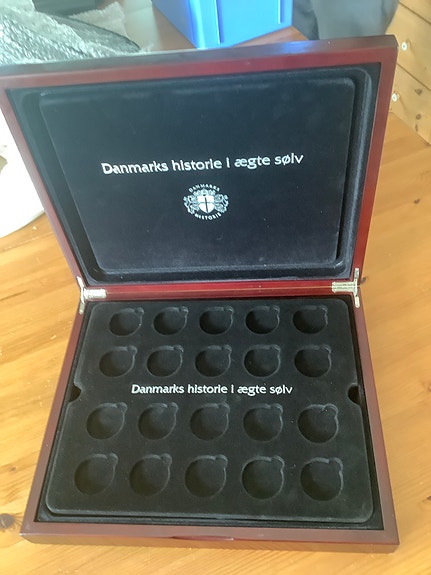 Danmarks historie i ægte sølv
DANMARKS
HISTORIE
Danmarks historie i ægte sølv